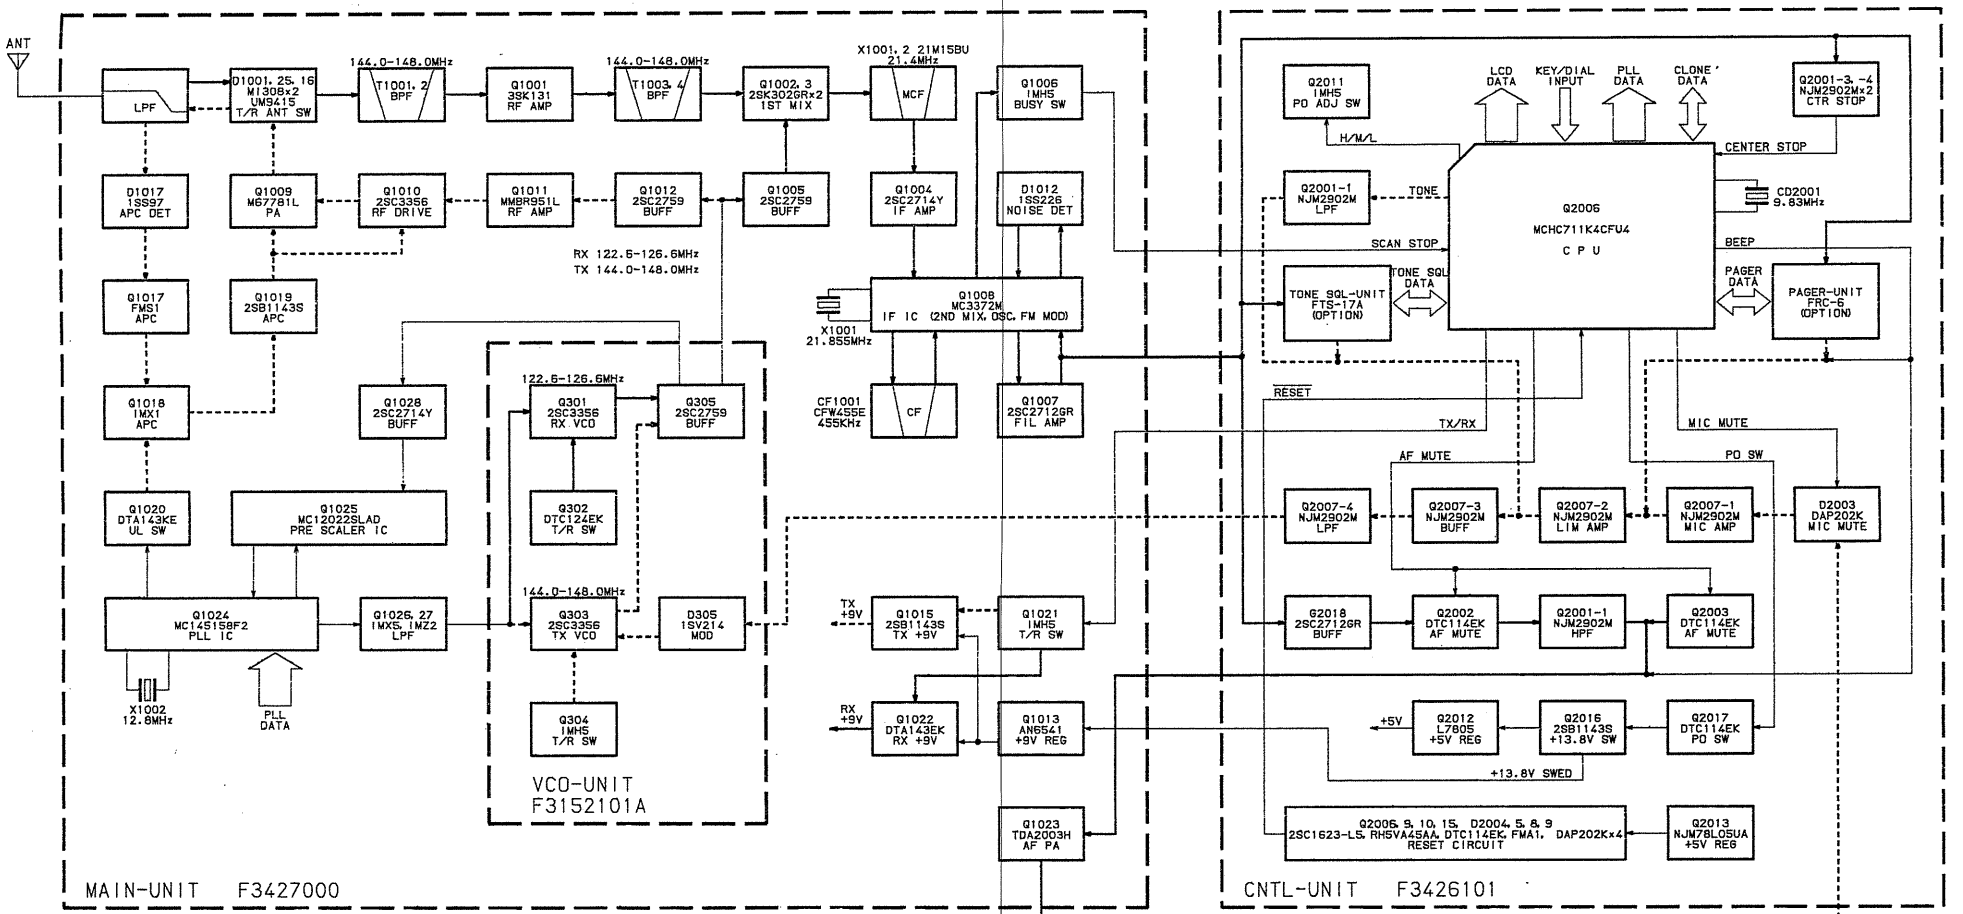 ANT
LPF
D1001, 25, 16
MI308×2
UM9415
T/R ANT SW
144.0-148.0MHz
T1001, 2
BPF
Q1001
3SK131
RF AMP
144.0-148.0MHz
T1003, 4
BPF
Q1002, 3
2SK302GR×2
1ST MIX
X1001, 2 21M15BU
21.4MHz
MCF
Q1006
IMH5
BUSY SW
D1017
1SS97
APC DET
Q1009
M67781L
PA
Q1010
2SC3356
RF DRIVE
Q1011
MMBR951L
RF AMP
Q1012
2SC2759
BUFF
Q1005
2SC2759
BUFF
Q1004
2SC2714Y
IF AMP
D1012
1SS226
NOISE DET
RX 122.6-126.6MHz
TX 144.0-148.0MHz
Q1017
FMS1
APC
Q1019
2SB1143S
APC
X1001
21.855MHz
Q1008
MC3372M
IF IC (2ND MIX, OSC, FM MOD)
Q1018
IMX1
APC
Q1028
2SC2714Y
BUFF
122.6-126.6MHz
Q301
2SC3356
RX VCO
Q305
2SC2759
BUFF
CF1001
CFW455E
455KHz
CF
Q1007
2SC2712GR
FIL AMP
Q1020
DTA143KE
UL SW
Q1025
MC12022SLAD
PRE SCALER IC
Q302
DTC124EK
T/R SW
Q1024
MC145158F2
PLL IC
Q1026, 27
IMX5, IMZ2
LPF
144.0-148.0MHz
Q303
2SC3356
TX VCO
D305
1SV214
MOD
TX
+9V
Q1015
2SB1143S
TX +9V
Q1021
IMH5
T/R SW
X1002
12.8MHz
PLL
DATA
Q304
IMH5
T/R SW
RX
+9V
Q1022
DTA143EK
RX +9V
Q1013
AN6541
+9V REG
VCO-UNIT
F3152101A
Q1023
TDA2003H
AF PA
MAIN-UNIT F3427000
Q2011
IMH5
PO ADJ SW
LCD
DATA
KEY/DIAL
INPUT
PLL
DATA
CLONE
DATA
Q2001-3, -4
NJM2902M×2
CTR STOP
H/M/L
CENTER STOP
Q2001-1
NJM2902M
LPF
TONE
Q2006
MCHC711K4CFU4
C P U
CD2001
9.83MHz
SCAN STOP
BEEP
TONE SQL-UNIT
FTS-17A
(OPTION)
TONE SQL
DATA
PAGER
DATA
PAGER-UNIT
FRC-6
(OPTION)
RESET
TX/RX
MIC MUTE
AF MUTE
PO SW
Q2007-4
NJM2902M
LPF
Q2007-3
NJM2902M
BUFF
Q2007-2
NJM2902M
LIM AMP
Q2007-1
NJM2902M
MIC AMP
D2003
DAP202K
MIC MUTE
G2018
2SC2712GR
BUFF
Q2002
DTC114EK
AF MUTE
Q2001-1
NJM2902M
HPF
Q2003
DTC114EK
AF MUTE
+5V
Q2012
L7805
+5V REG
Q2016
2SB1143S
+13.8V SW
Q2017
DTC114EK
PO SW
+13.8V SWED
Q2006, 9, 10, 15, D2004, 5, 8, 9
2SC1623-L5, RH5VA45AA, DTC114EK, FMA1, DAP202K×4
RESET CIRCUIT
Q2013
NJM78L05UA
+5V REG
CNTL-UNIT F3426101